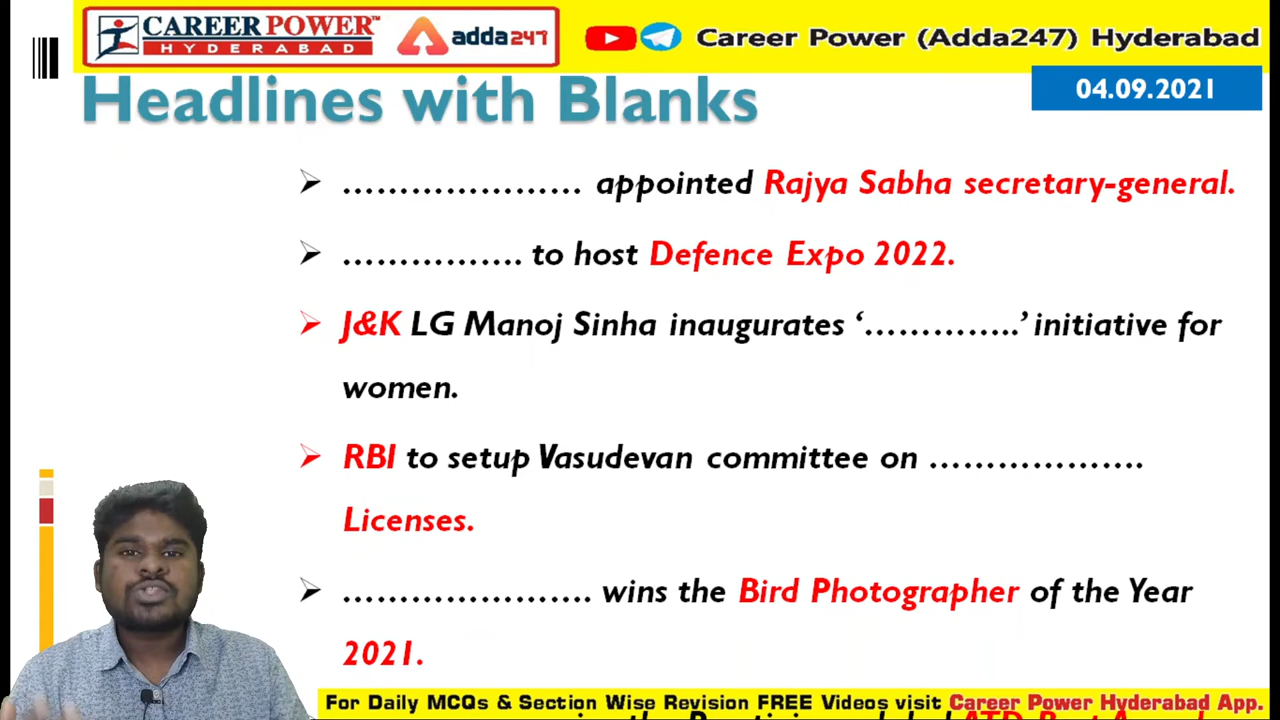 CAREER POWER™
HYDERABAD
adda247
Career Power (Adda247) Hyderabad
Headlines with Blanks
04.09.2021
➢ ………………… appointed Rajya Sabha secretary-general.
➢ ……………. to host Defence Expo 2022.
➢ J&K LG Manoj Sinha inaugurates ‘…………..’ initiative for
women.
➢ RBI to setup Vasudevan committee on ……………….
Licenses.
➢ …………………. wins the Bird Photographer of the Year
2021.
For Daily MCQs & Section Wise Revision FREE Videos visit Career Power Hyderabad App.